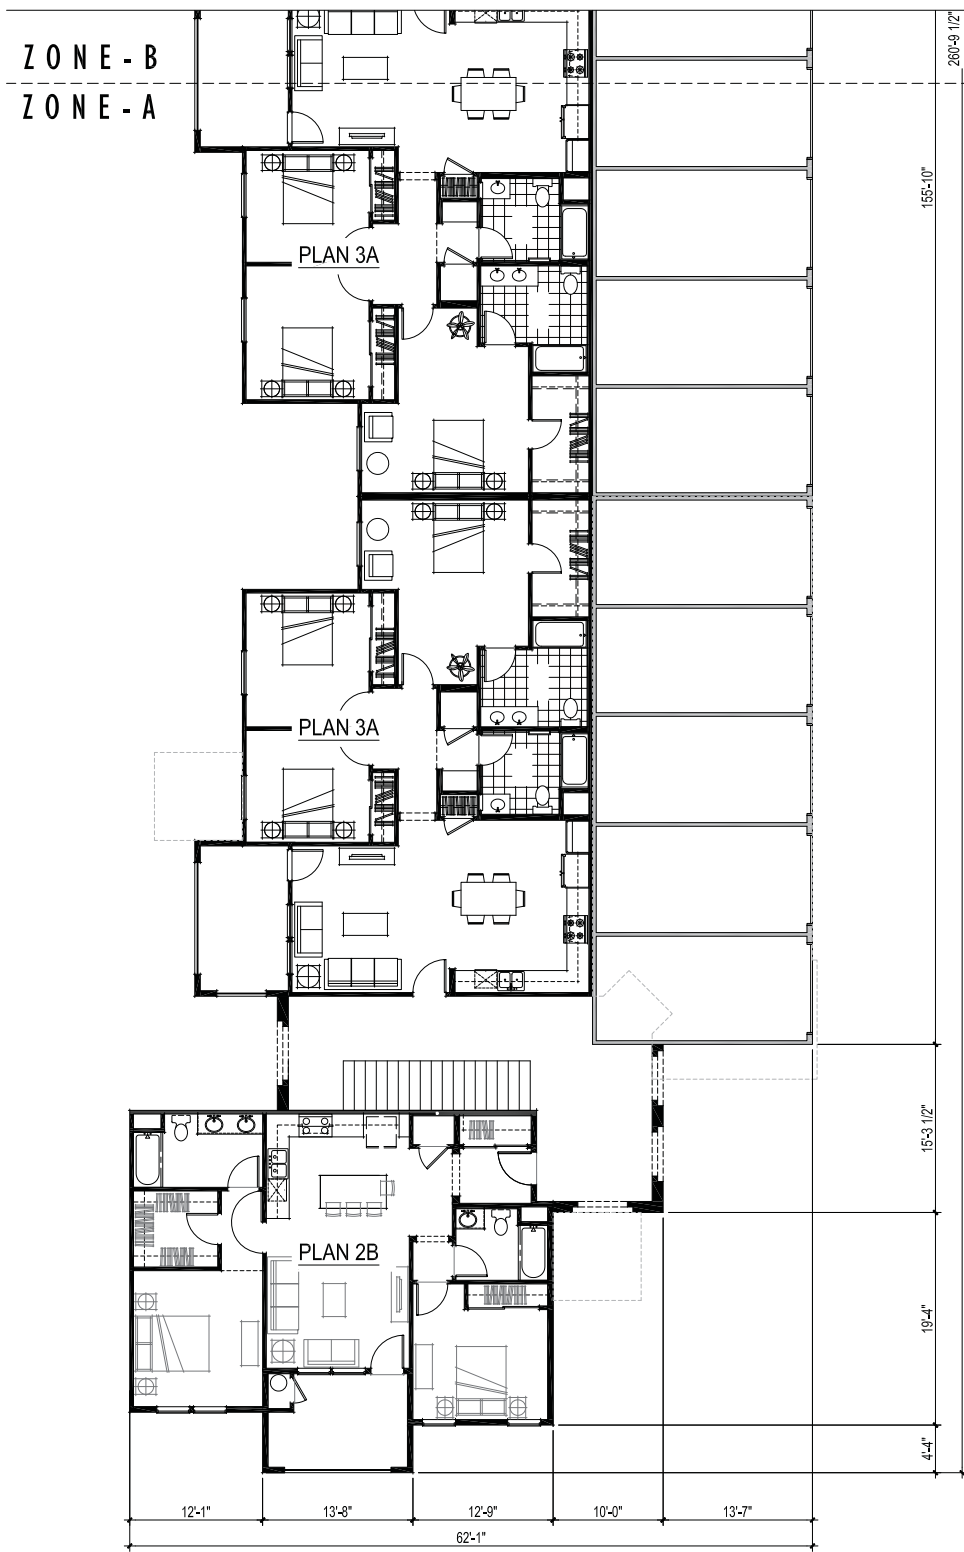 260'-9 1/2"
ZONE-B
ZONE-A
155'-10"
PLAN 3A
PLAN 3A
15'-3 1/2"
PLAN 2B
19'-4"
4'-4"
12'-1"
13'-8"
12'-9"
10'-0"
13'-7"
62'-1"